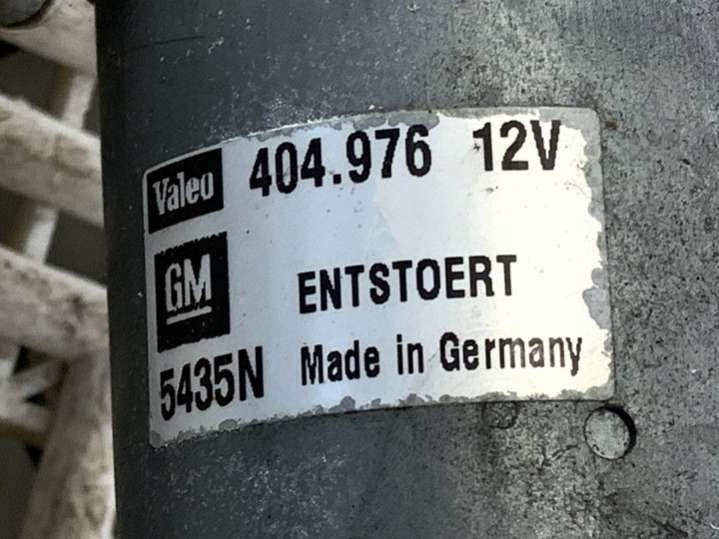 Valeo 404.976 12V
GM ENTSTOERT
5435N Made in Germany